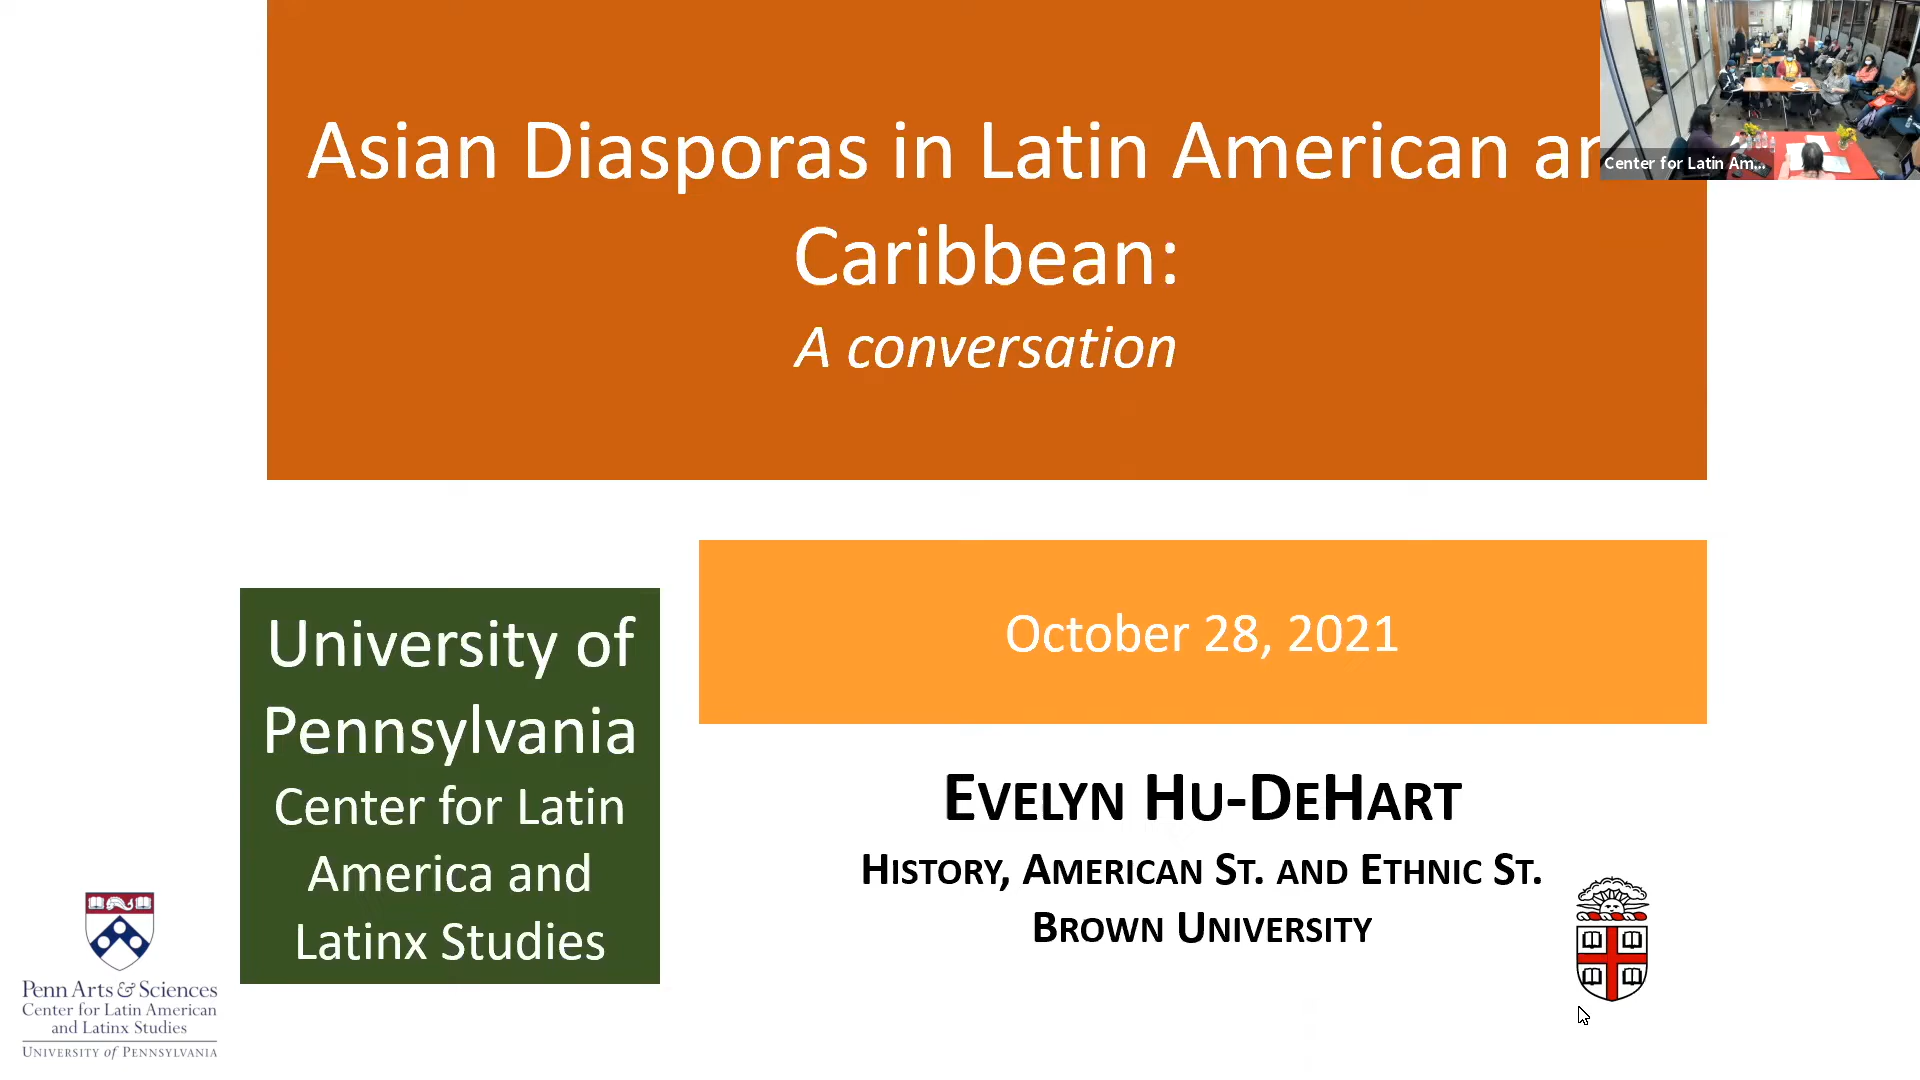 Asian Diasporas in Latin American an
Caribbean:
A conversation
Center for Latin Am...
October 28, 2021
University of
Pennsylvania
Center for Latin
America and
Latinx Studies
EVELYN HU-DEHART
HISTORY, AMERICAN ST. AND ETHNIC ST.
BROWN UNIVERSITY
Penn Arts & Sciences
Center for Latin American
and Latinx Studies
UNIVERSITY of PENNSYLVANIA